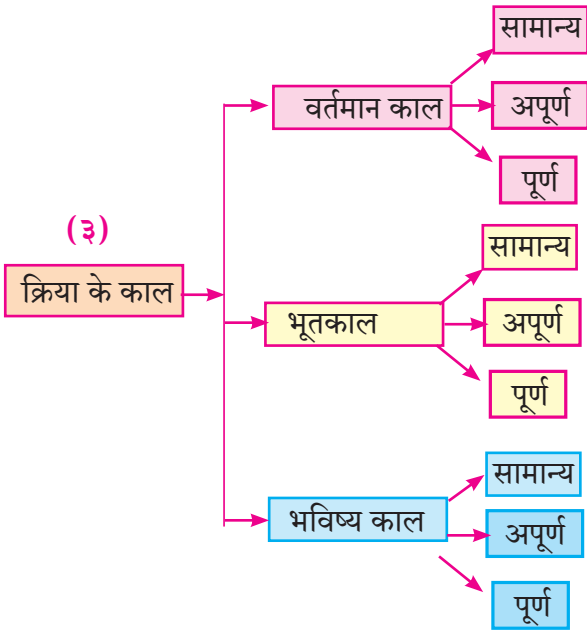 (३)
क्रिया के काल
वर्तमान काल
सामान्य
अपूर्ण
पूर्ण
भूतकाल
सामान्य
अपूर्ण
पूर्ण
भविष्य काल
सामान्य
अपूर्ण
पूर्ण